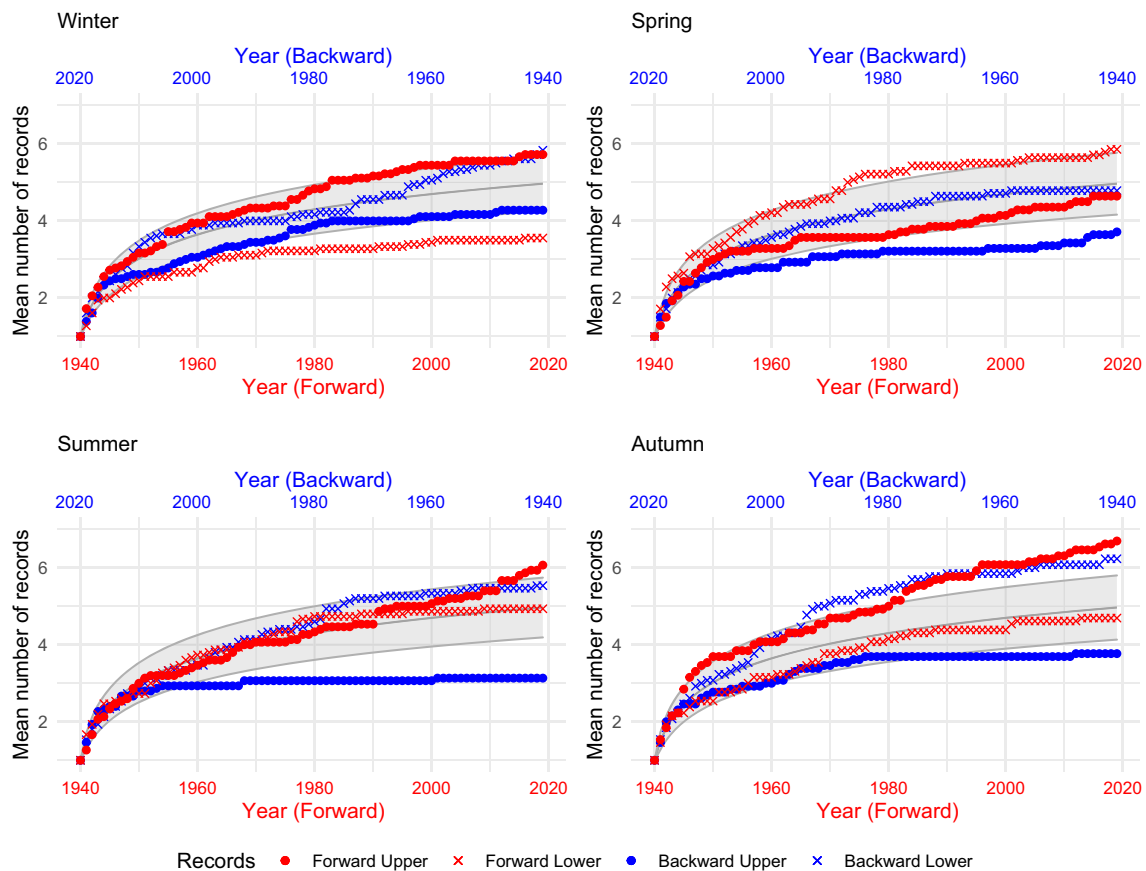 Winter
Year (Backward)
2020 2000 1980 1960 1940
Mean number of records
6
4
2
1940 1960 1980 2000 2020
Year (Forward)
Spring
Year (Backward)
2020 2000 1980 1960 1940
Mean number of records
6
4
2
1940 1960 1980 2000 2020
Year (Forward)
Summer
Year (Backward)
2020 2000 1980 1960 1940
Mean number of records
6
4
2
1940 1960 1980 2000 2020
Year (Forward)
Autumn
Year (Backward)
2020 2000 1980 1960 1940
Mean number of records
6
4
2
1940 1960 1980 2000 2020
Year (Forward)
Records Forward Upper Forward Lower Backward Upper Backward Lower